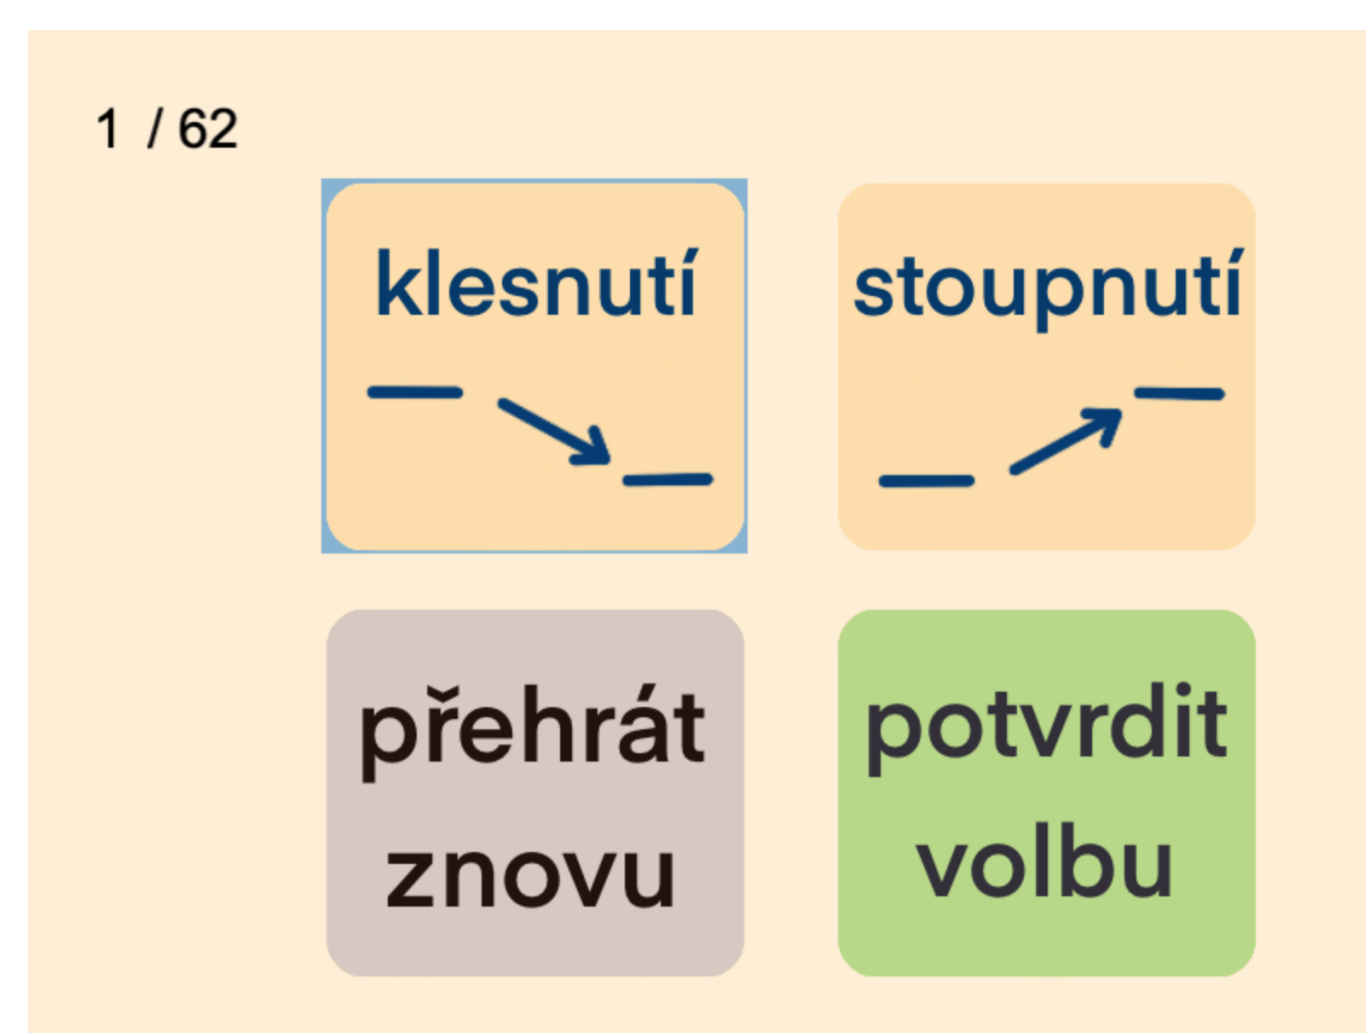 1 / 62
klesnutí
stoupnutí
přehrát
znovu
potvrdit
volbu